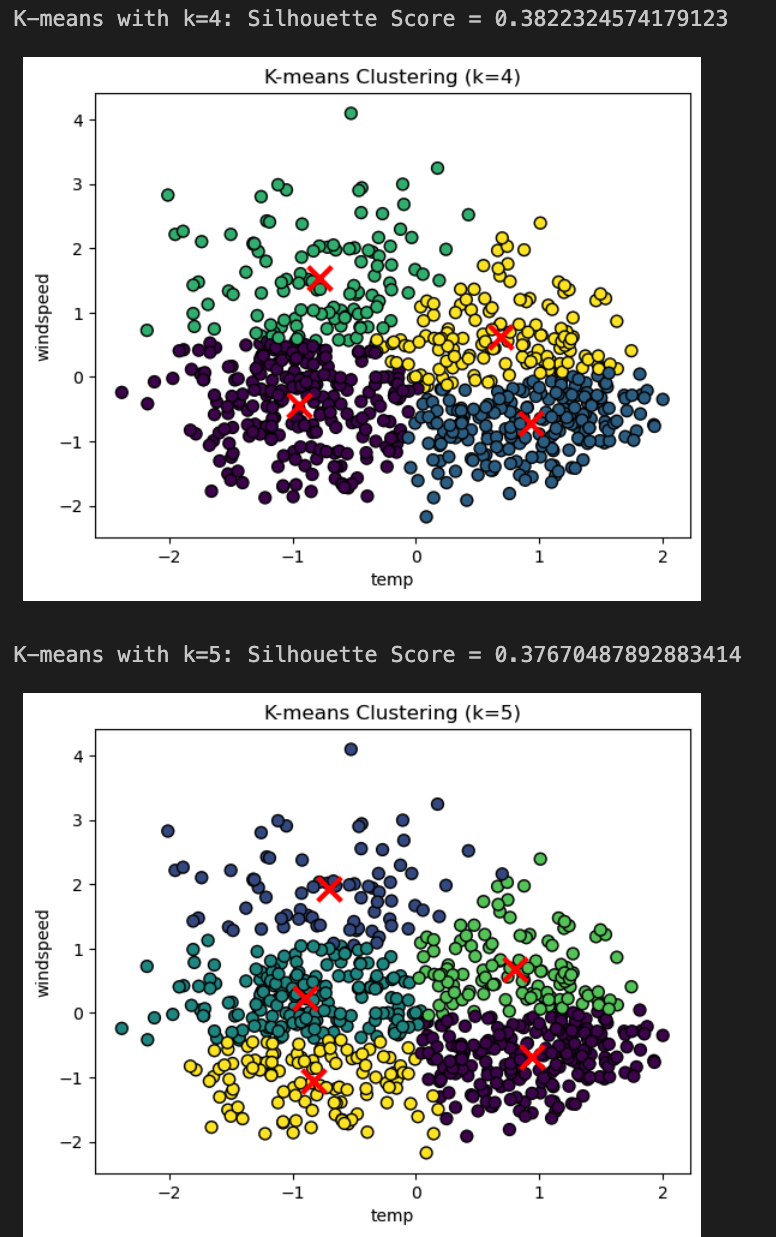 K-means with k=4: Silhouette Score = 0.3822324574179123
K-means Clustering (k=4)
4
3
2
1
0
−1
−2
windspeed
−2 −1 0 1 2
temp
K-means with k=5: Silhouette Score = 0.37670487892883414
K-means Clustering (k=5)
4
3
2
1
0
−1
−2
windspeed
−2 −1 0 1 2
temp